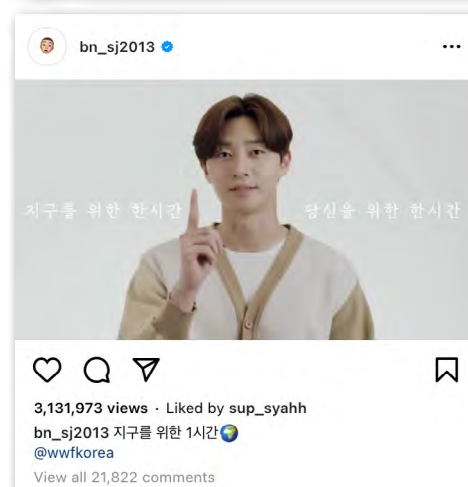 bn_sj2013
지구를 위한 한시간 당신을 위한 한시간
3,131,973 views · Liked by sup_syahh
bn_sj2013 지구를 위한 1시간🌍
@wwfkorea
View all 21,822 comments